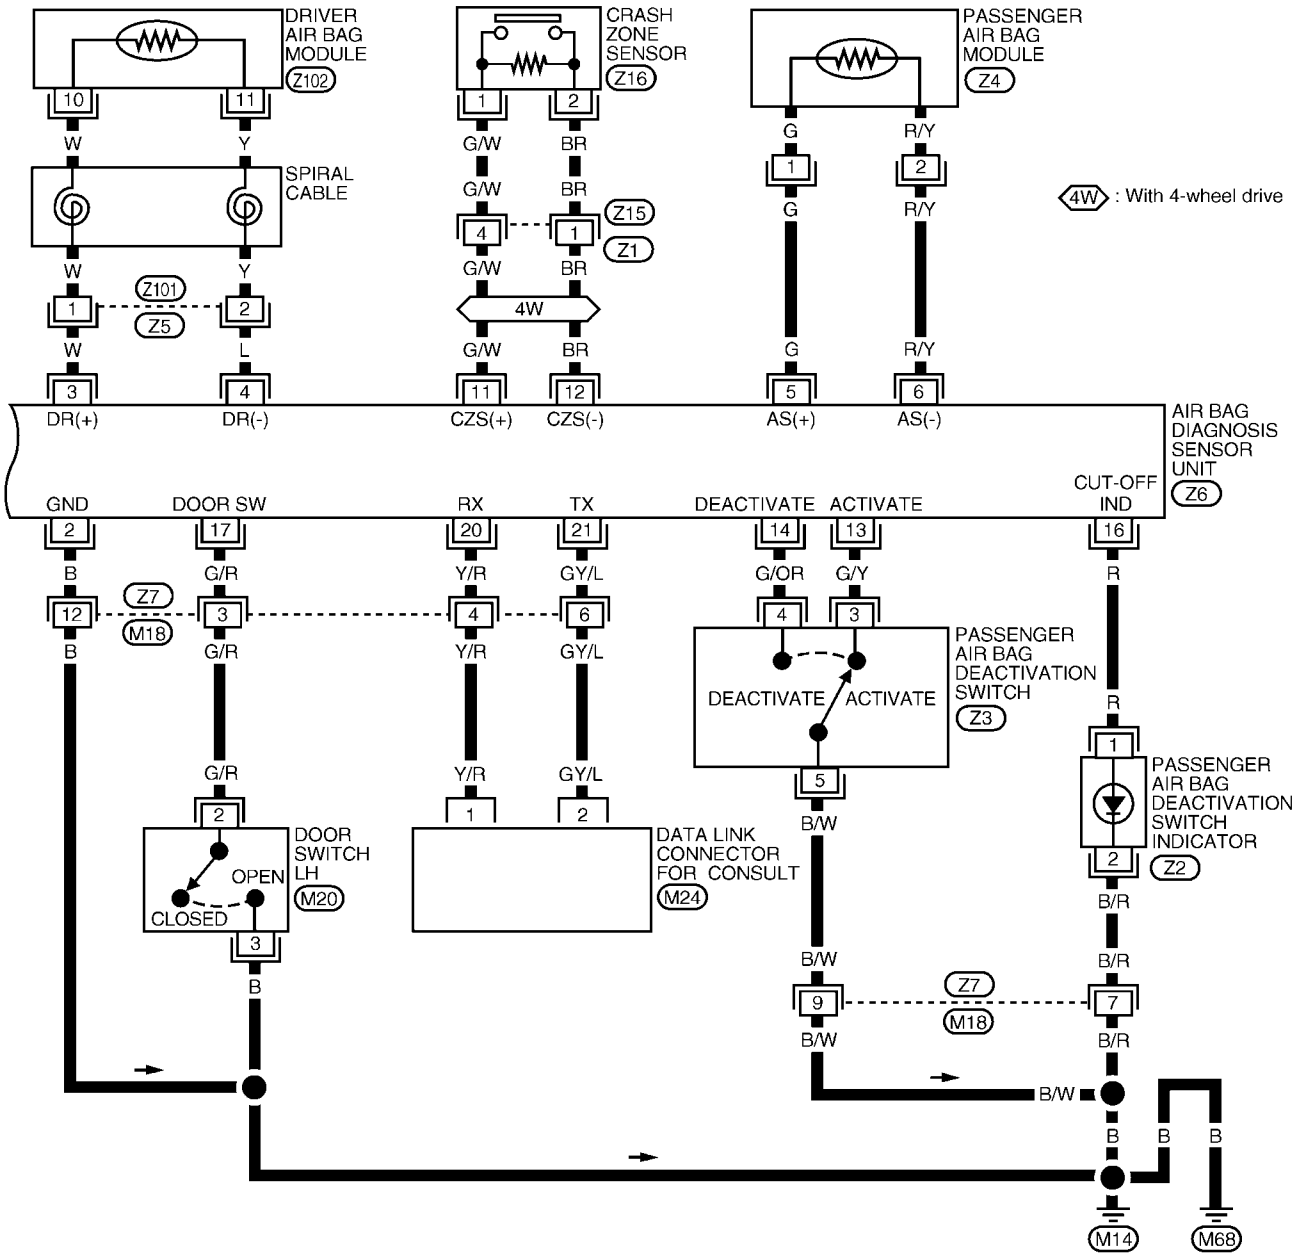 DRIVER
AIR BAG
MODULE
Z102
10
11
W
Y
SPIRAL
CABLE
W
Y
Z101
1
2
Z5
W
L
3
4
DR(+)
DR(-)
CRASH
ZONE
SENSOR
Z16
1
2
G/W
BR
G/W
BR
Z15
4
1
Z1
G/W
BR
4W
G/W
BR
11
12
CZS(+)
CZS(-)
PASSENGER
AIR BAG
MODULE
Z4
G
R/Y
1
2
G
R/Y
G
R/Y
5
6
AS(+)
AS(-)
4W : With 4-wheel drive
AIR BAG
DIAGNOSIS
SENSOR
UNIT
Z6
GND
DOOR SW
RX
TX
DEACTIVATE
ACTIVATE
CUT-OFF
IND
2
17
20
21
14
13
16
B
G/R
Y/R
GY/L
G/OR
G/Y
R
Z7
12
3
4
6
M18
B
G/R
Y/R
GY/L
4
3
PASSENGER
AIR BAG
DEACTIVATION
SWITCH
Z3
DEACTIVATE
ACTIVATE
5
B/W
R
1
PASSENGER
AIR BAG
DEACTIVATION
SWITCH
INDICATOR
Z2
2
B/R
G/R
Y/R
GY/L
2
1
2
DOOR
SWITCH
LH
M20
OPEN
CLOSED
3
B
DATA LINK
CONNECTOR
FOR CONSULT
M24
B/W
B/R
Z7
9
7
M18
B/W
B/R
B/W
B
B
B
M14
M68